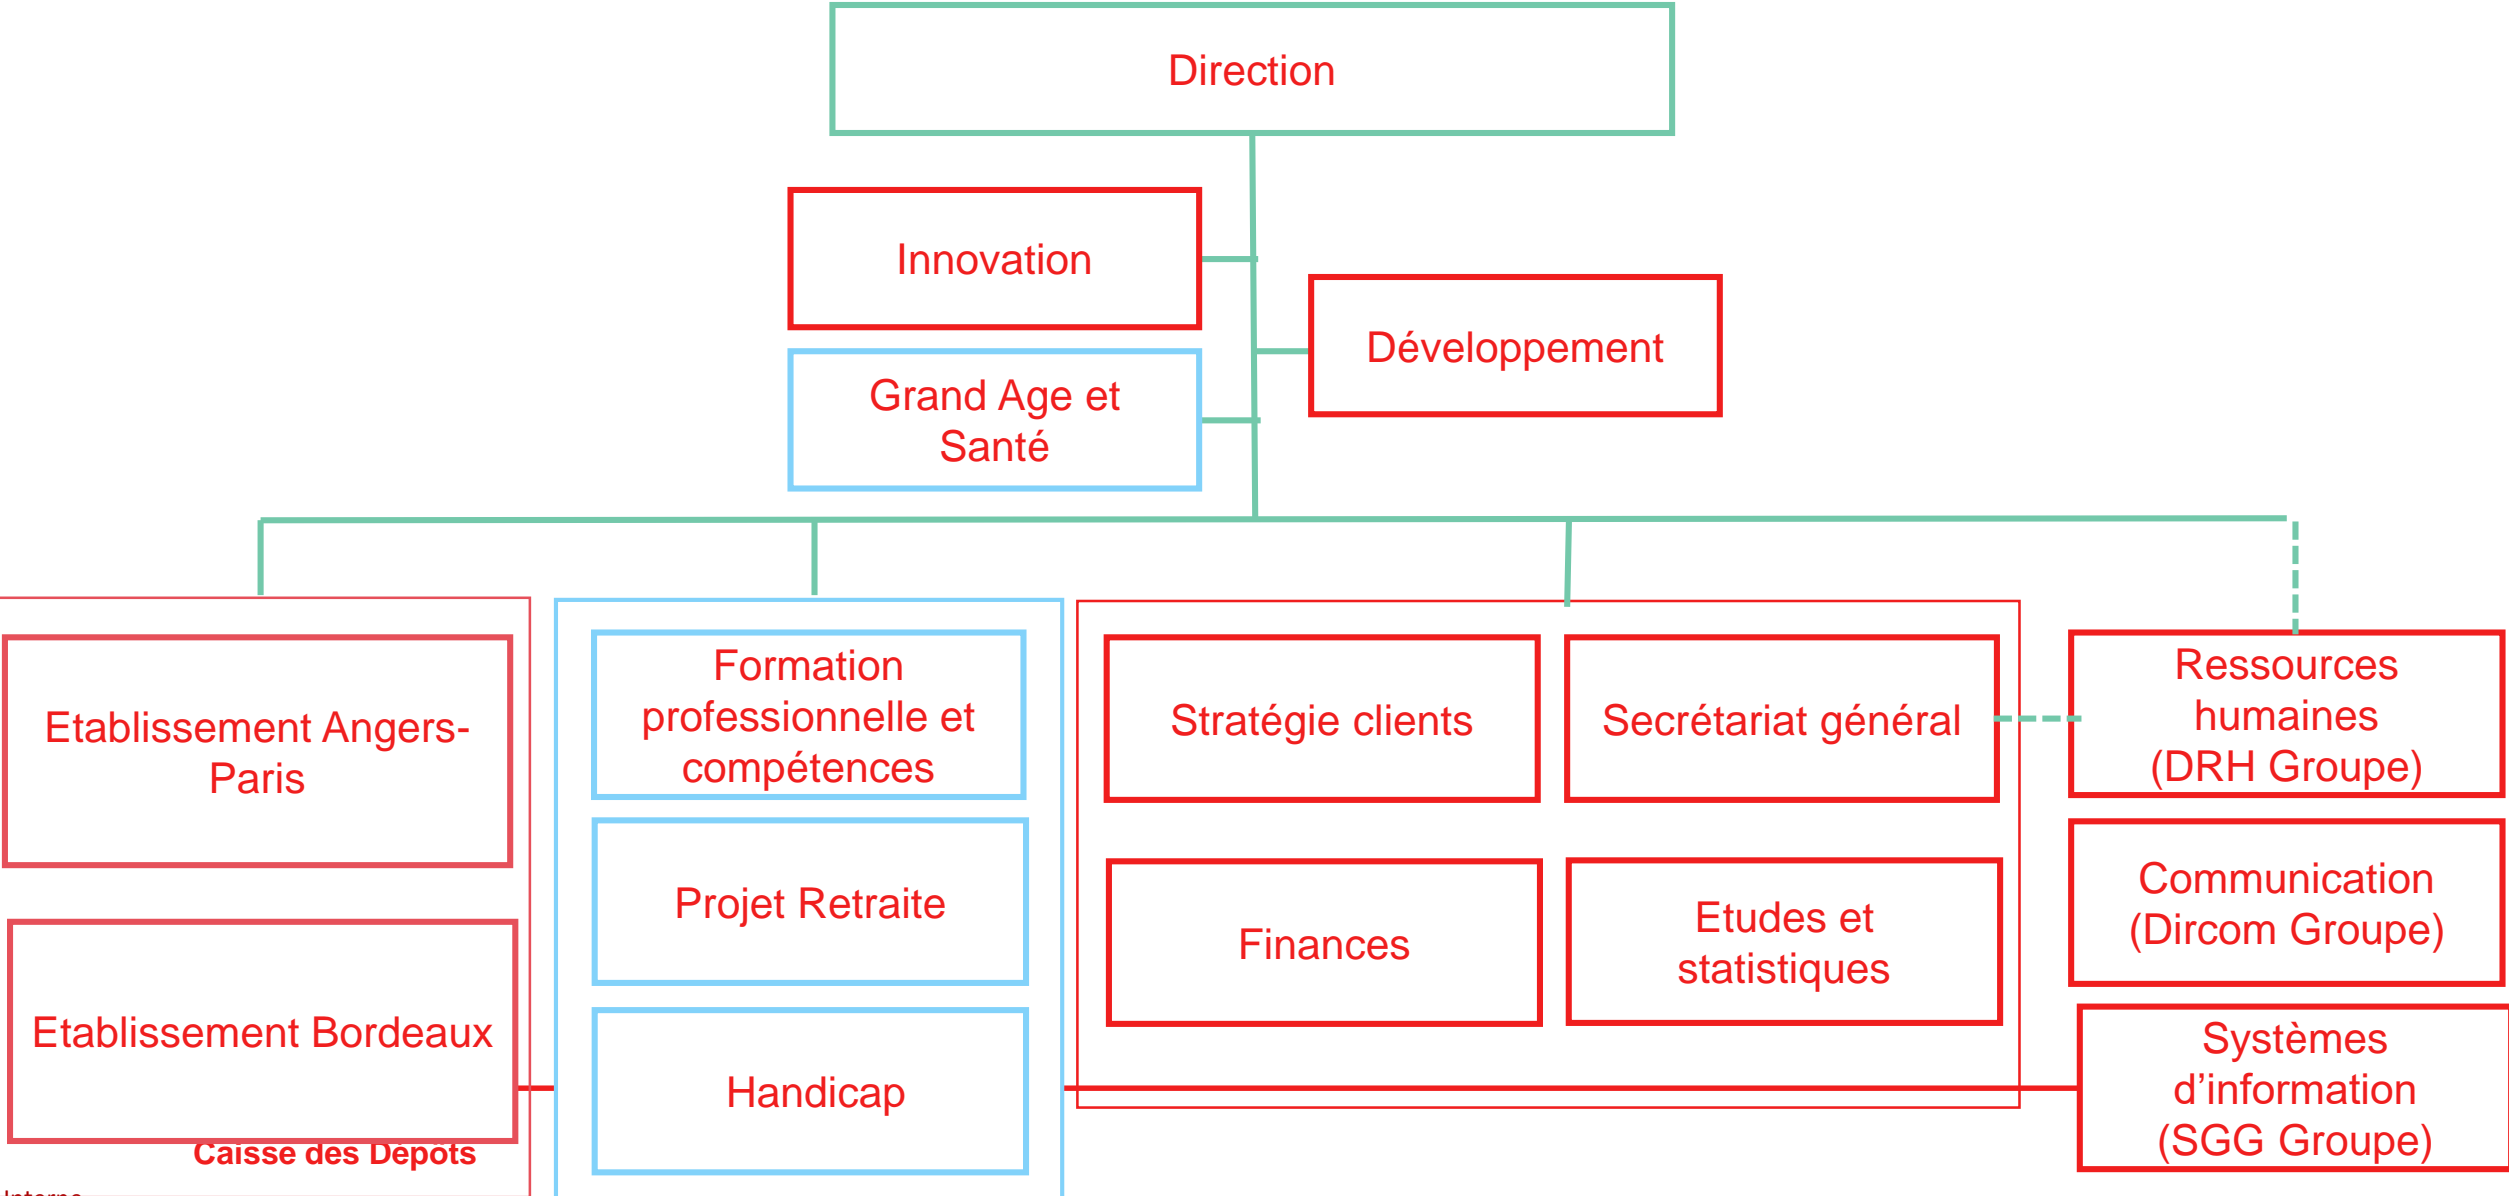 Direction
Innovation
Développement
Grand Age et
Santé
Etablissement Angers-
Paris
Etablissement Bordeaux
Formation
professionnelle et
compétences
Projet Retraite
Handicap
Stratégie clients
Secrétariat général
Finances
Etudes et
statistiques
Ressources
humaines
(DRH Groupe)
Communication
(Dircom Groupe)
Systèmes
d’information
(SGG Groupe)
Caisse des Dépôts
Interne